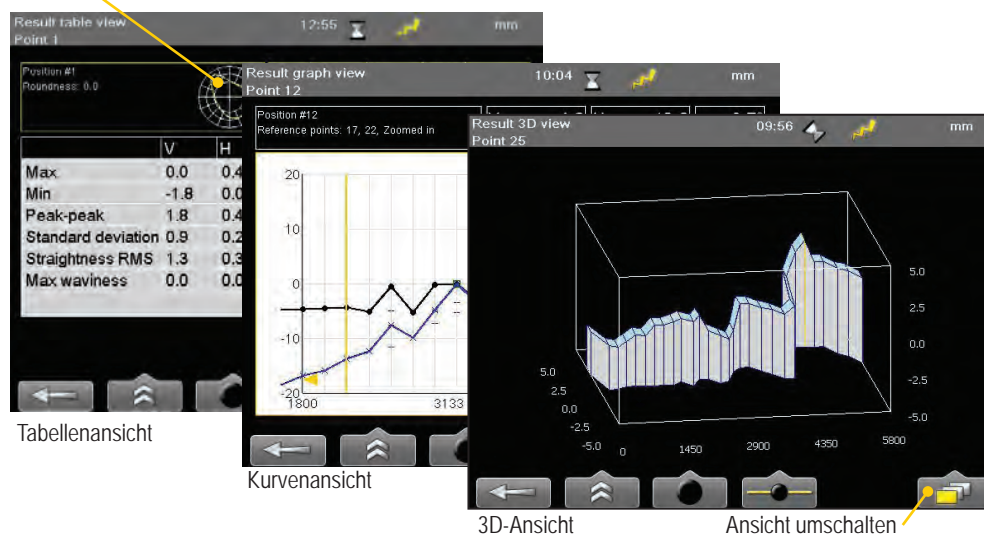 Result table view 12:55 mm
Point 1
Position #1
Roundness: 0.0
V H
Max 0.0 0.4
Min -1.8 0.0
Peak-peak 1.8 0.4
Standard deviation 0.9 0.2
Straightness RMS 1.3 0.3
Max waviness 0.0 0.0
Tabellenansicht
Result graph view 10:04 mm
Point 12
Position #12
Reference points: 17, 22, Zoomed in
20
10
0
-10
-20
1800 3133
Kurvenansicht
Result 3D view 09:56 mm
Point 25
5.0
2.5
0.0
-2.5
-5.0
5.0
2.5
0.0
-2.5
-5.0
0 1450 2900 4350 5800
3D-Ansicht Ansicht umschalten